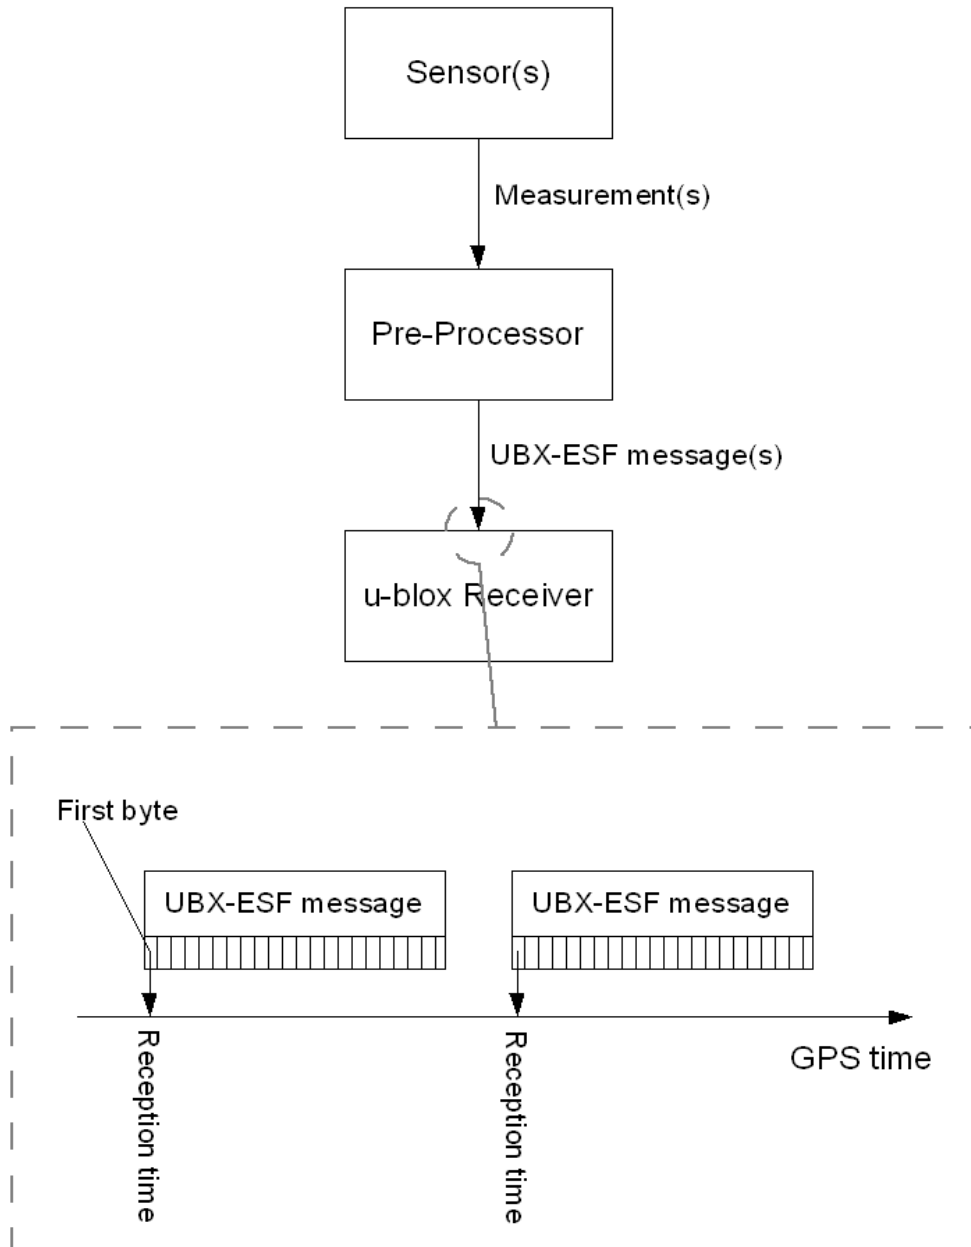 Sensor(s)
Measurement(s)
Pre-Processor
UBX-ESF message(s)
u-blox Receiver
First byte
UBX-ESF message
UBX-ESF message
GPS time
Reception time
Reception time